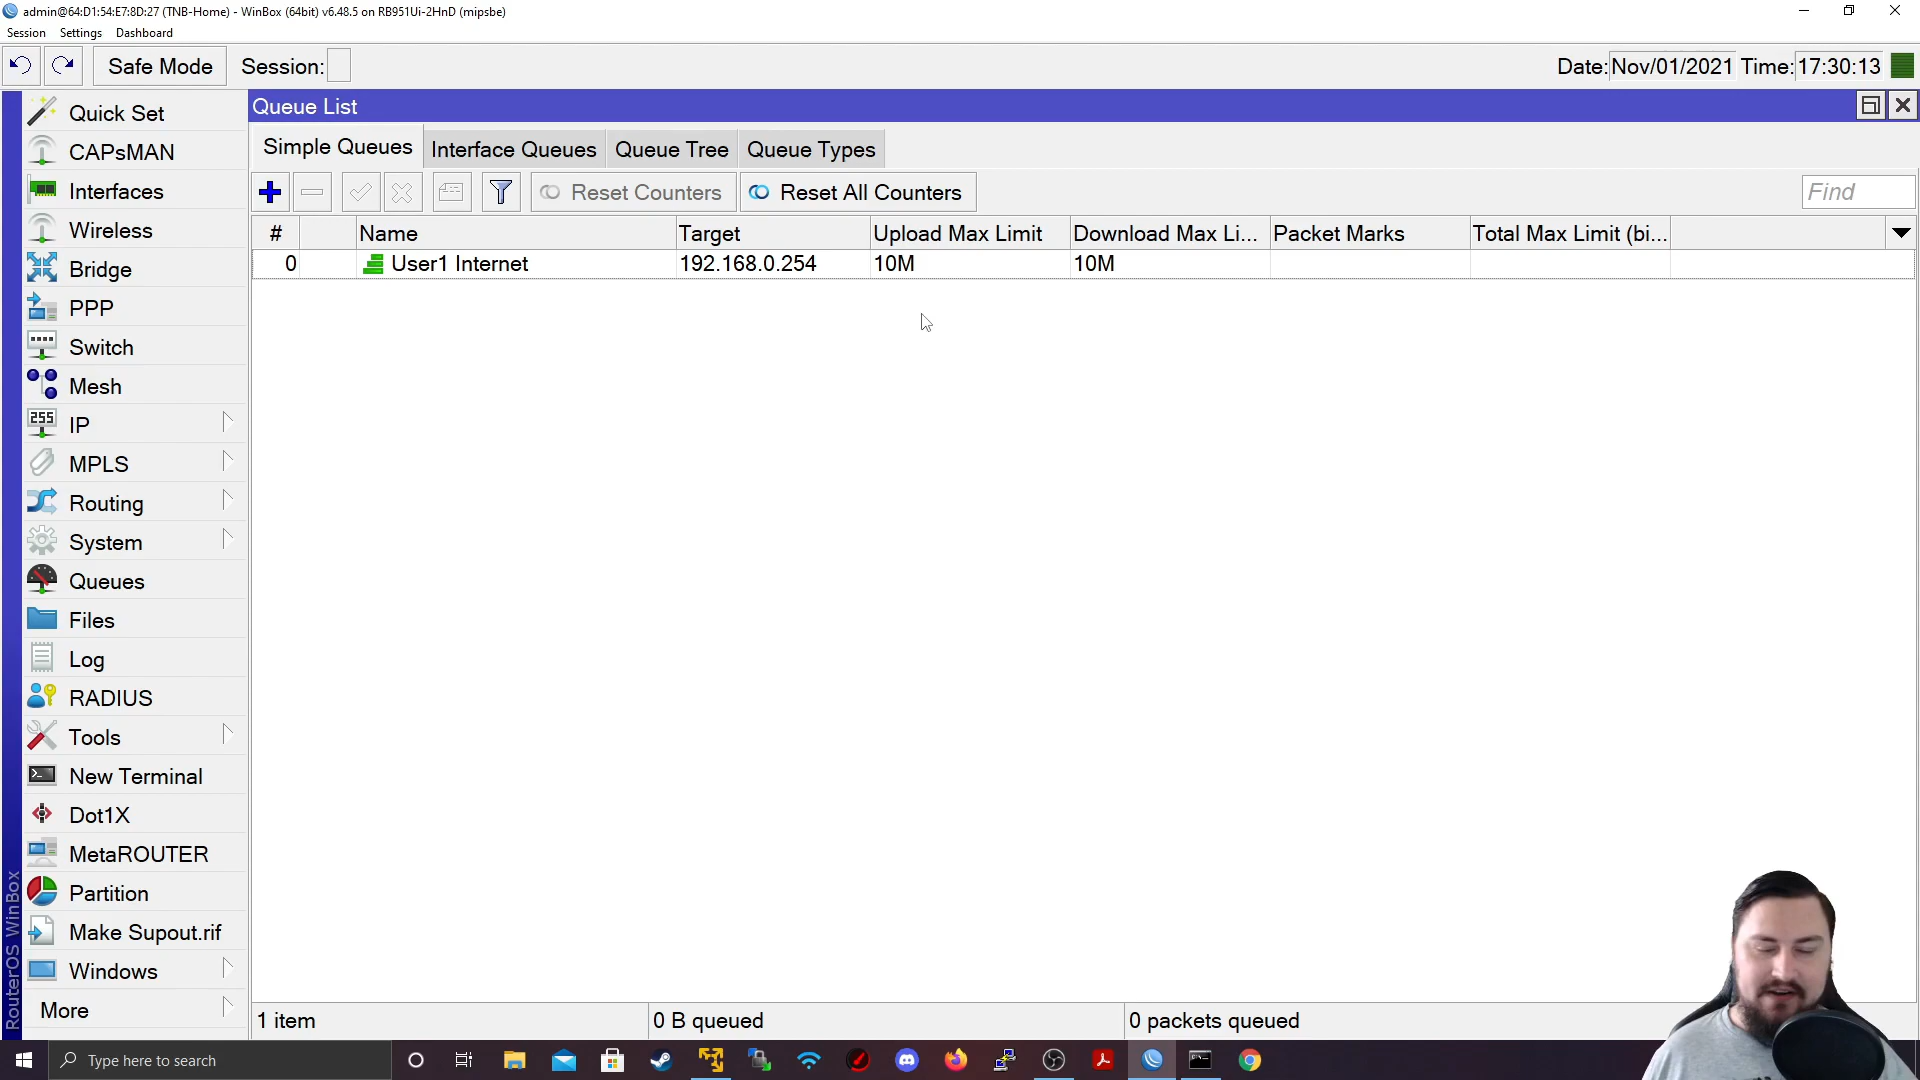 admin@64:D1:54:E7:8D:27 (TNB-Home) - WinBox (64bit) v6.48.5 on RB951Ui-2HnD (mipsbe)
Session Settings Dashboard
Safe Mode Session: Date: Nov/01/2021 Time: 17:30:13
Queue List
Simple Queues Interface Queues Queue Tree Queue Types
Reset Counters Reset All Counters Find
# Name Target Upload Max Limit Download Max Li... Packet Marks Total Max Limit (bi...
0 User1 Internet 192.168.0.254 10M 10M
Quick Set
CAPsMAN
Interfaces
Wireless
Bridge
PPP
Switch
Mesh
255 IP
MPLS
Routing
System
Queues
Files
Log
RADIUS
Tools
New Terminal
Dot1X
MetaROUTER
Partition
Make Supout.rif
Windows
More
RouterOS WinBox
1 item 0 B queued 0 packets queued
Type here to search